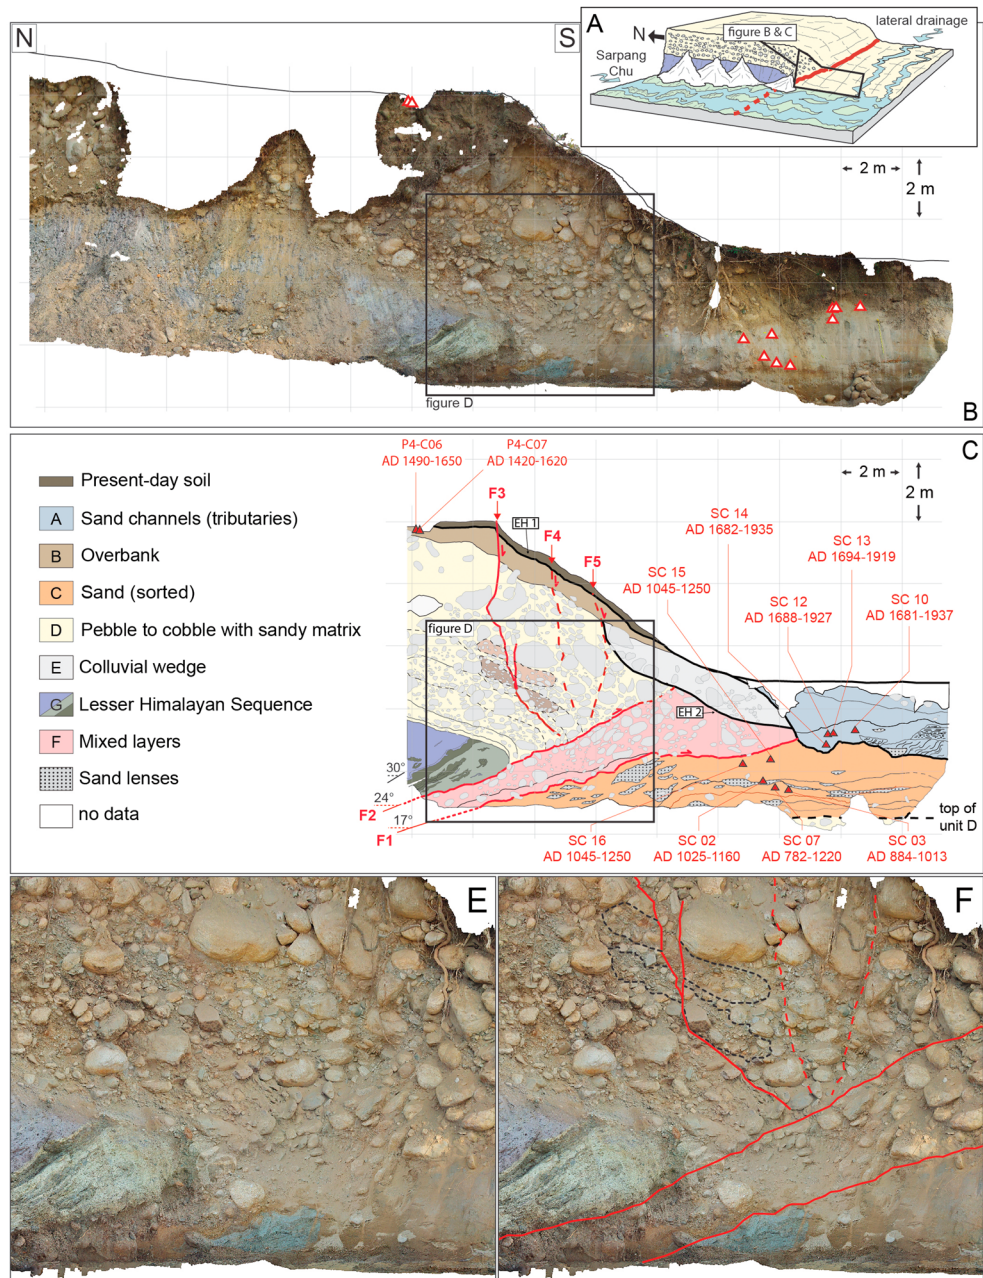 N
S
A
figure B & C
lateral drainage
N
Sarpang
Chu
2 m
2 m
figure D
B
C
P4-C06
AD 1490-1650
P4-C07
AD 1420-1620
2 m
2 m
Present-day soil
A Sand channels (tributaries)
B Overbank
C Sand (sorted)
D Pebble to cobble with sandy matrix
E Colluvial wedge
G Lesser Himalayan Sequence
F Mixed layers
Sand lenses
no data
F3
EH 1
F4
F5
SC 14
AD 1682-1935
SC 13
AD 1694-1919
SC 15
AD 1045-1250
SC 12
AD 1688-1927
SC 10
AD 1681-1937
figure D
EH 2
30°
24°
F2
17°
F1
top of
unit D
SC 16
AD 1045-1250
SC 02
AD 1025-1160
SC 07
AD 782-1220
SC 03
AD 884-1013
E
F